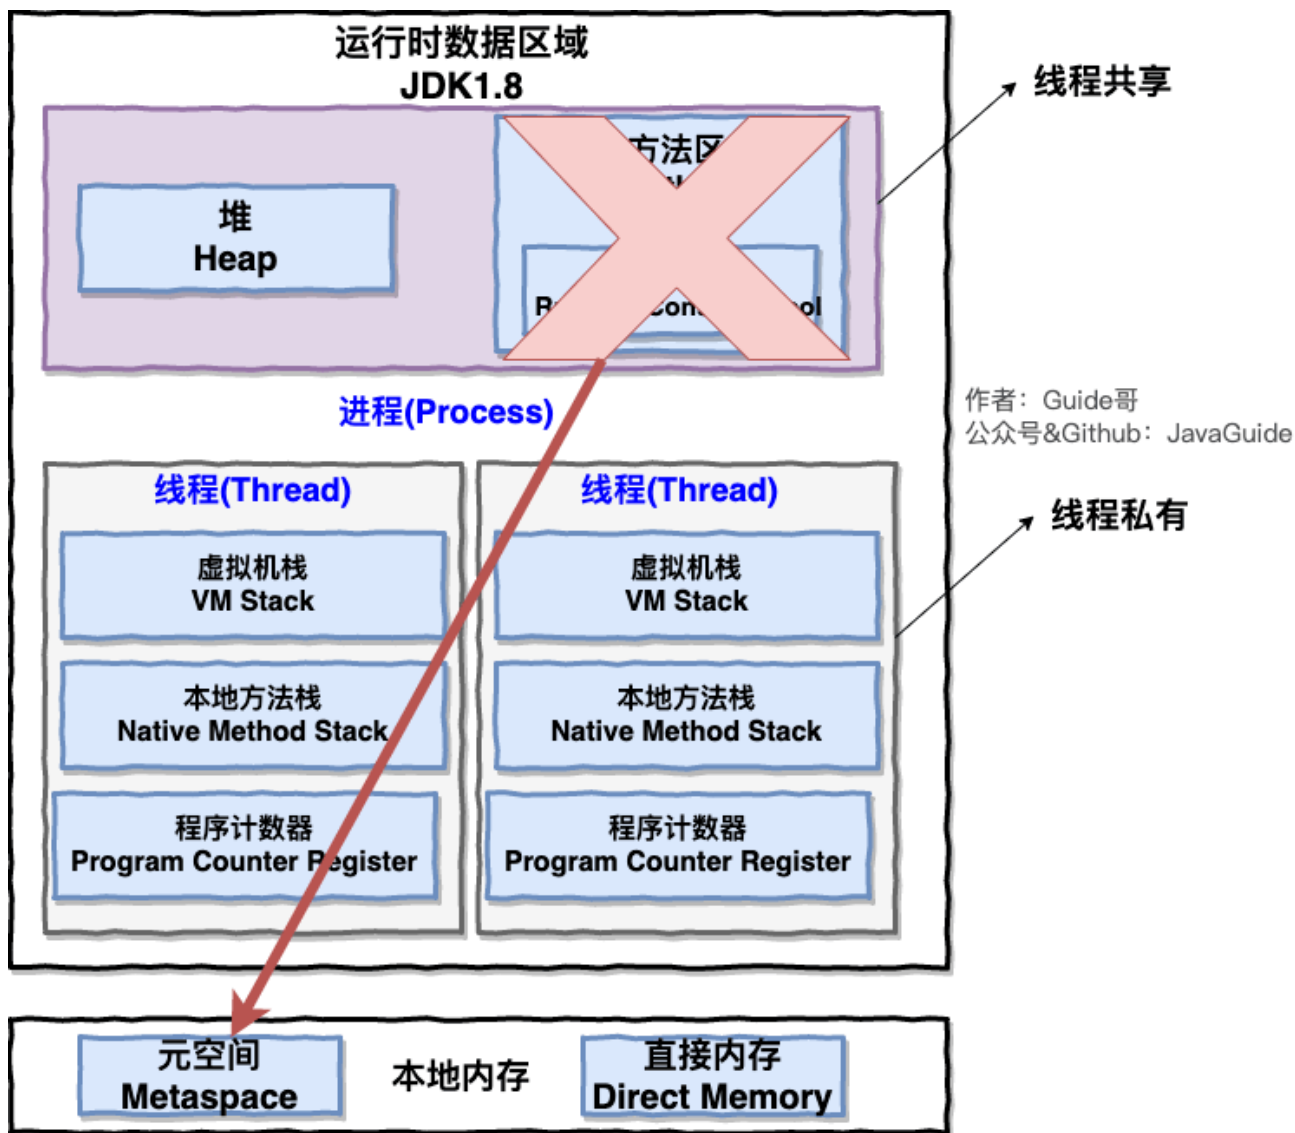 运行时数据区域
JDK1.8
线程共享
方法区
堆
Heap
进程(Process)
作者：Guide哥
公众号&Github：JavaGuide
线程(Thread)
线程(Thread)
线程私有
虚拟机栈
VM Stack
虚拟机栈
VM Stack
本地方法栈
Native Method Stack
本地方法栈
Native Method Stack
程序计数器
Program Counter Register
程序计数器
Program Counter Register
元空间
Metaspace
本地内存
直接内存
Direct Memory